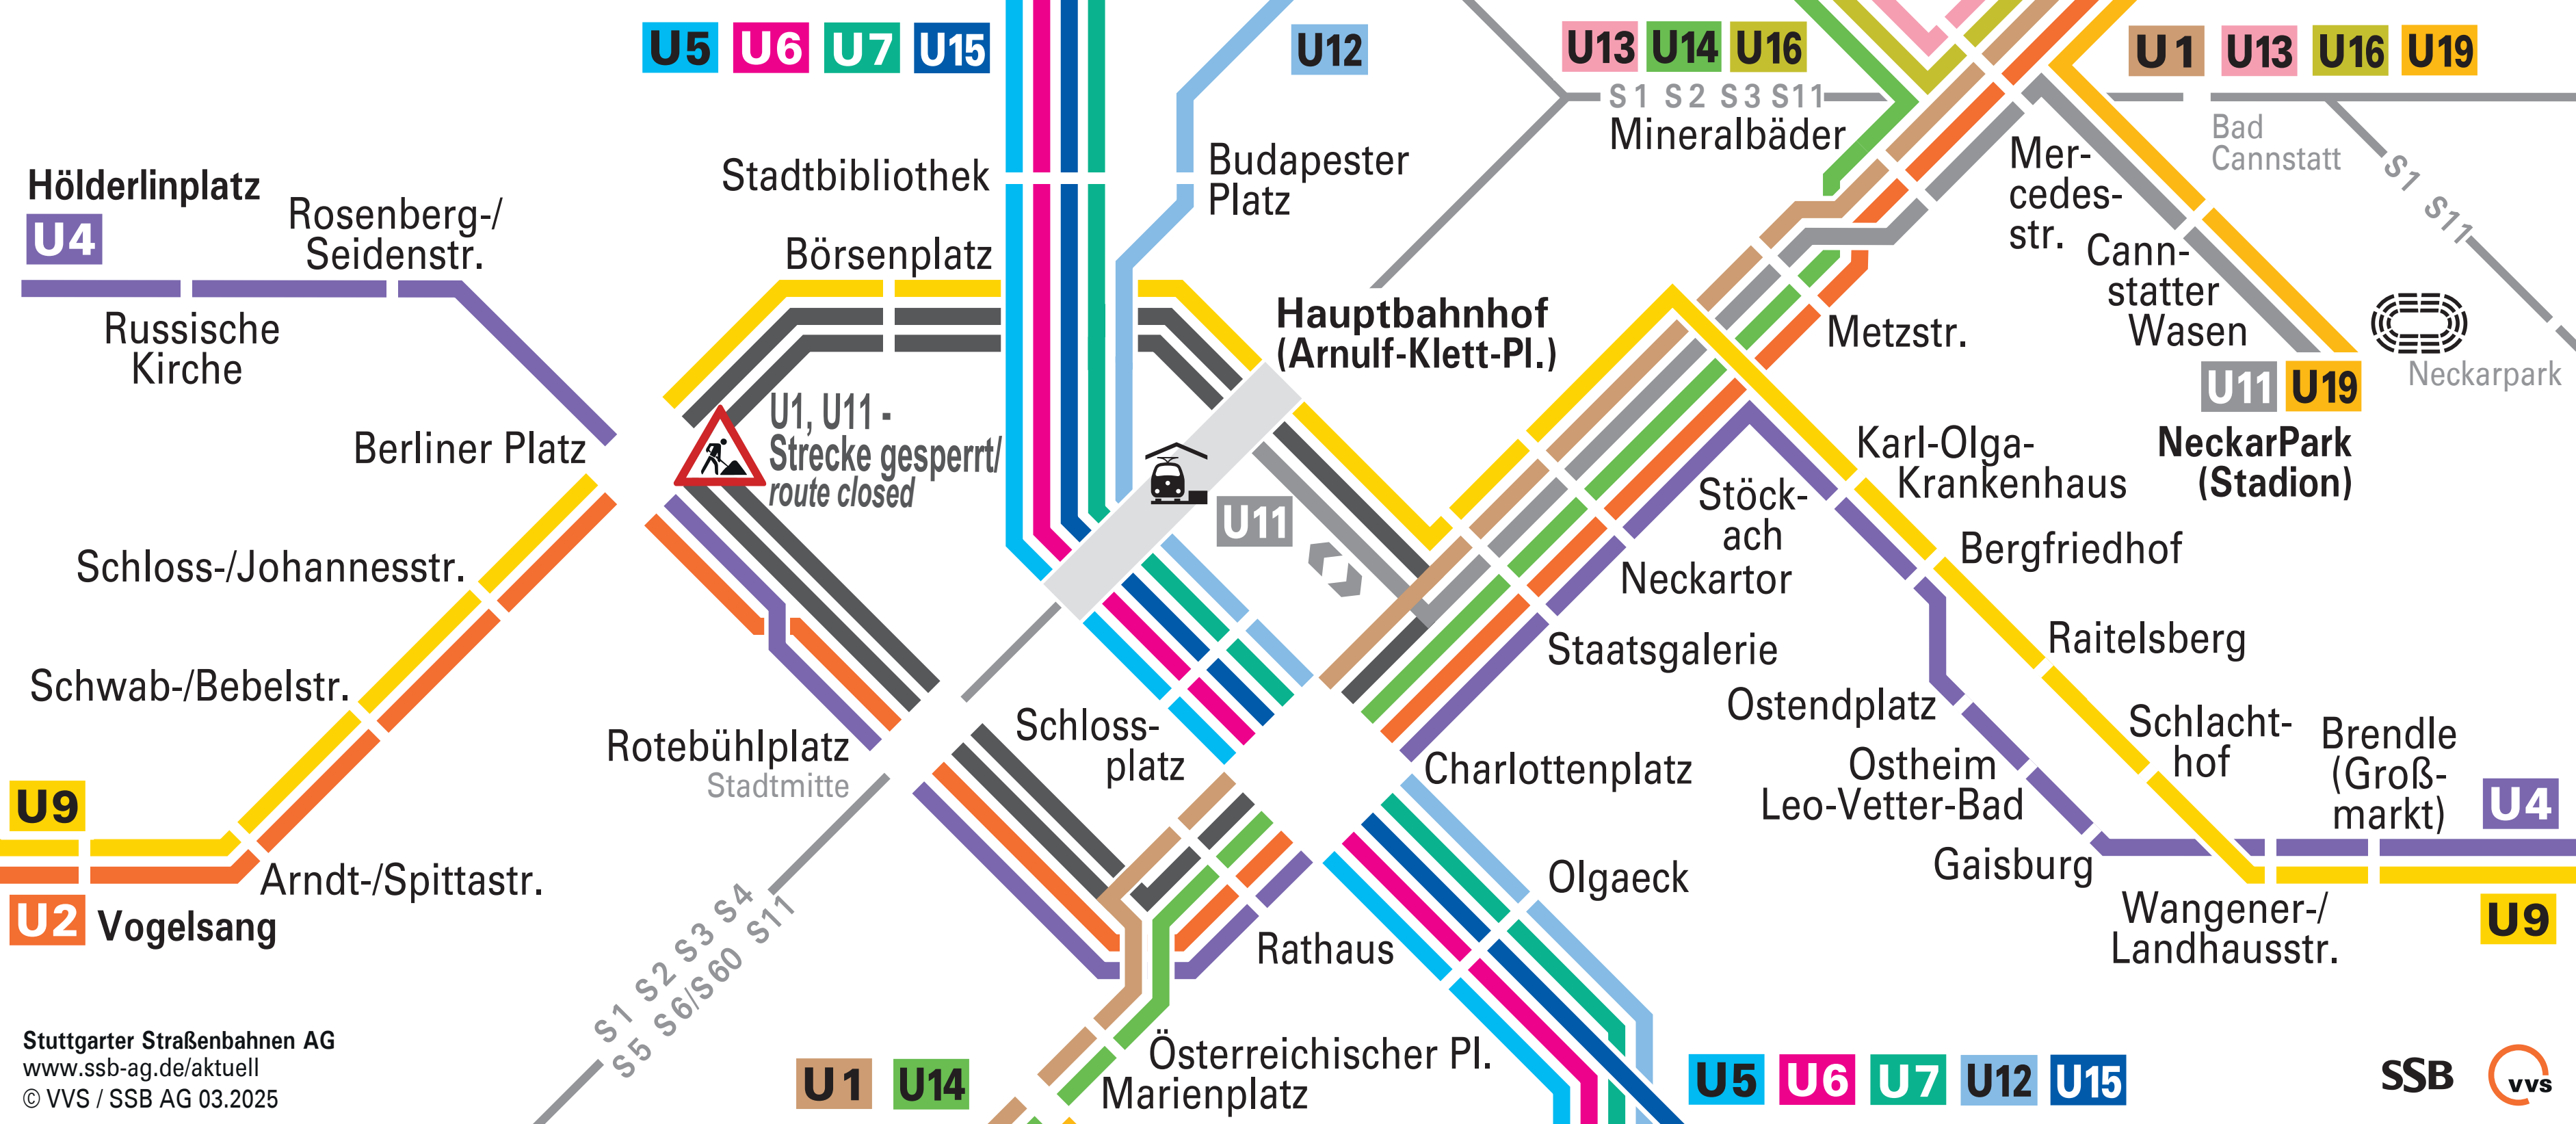 U5 U6 U7 U15
U12
U13 U14 U16
U1 U13 U16 U19
S1 S2 S3 S11
Mineralbäder
Bad
Cannstatt
S1 S11
Mer-
cedes-
str.
Cann-
statter
Wasen
Neckarpark
U11 U19
NeckarPark
(Stadion)
Hölderlinplatz
U4
Rosenberg-/
Seidenstr.
Russische
Kirche
Stadtbibliothek
Budapester
Platz
Börsenplatz
Hauptbahnhof
(Arnulf-Klett-Pl.)
Metzstr.
U1, U11 -
Strecke gesperrt/
route closed
Berliner Platz
U11
Stöck-
ach
Neckartor
Karl-Olga-
Krankenhaus
Bergfriedhof
Schloss-/Johannesstr.
Staatsgalerie
Raitelsberg
Schwab-/Bebelstr.
Ostendplatz
Schlacht-
hof
Brendle
(Groß-
markt)
U4
Rotebühlplatz
Stadtmitte
Schloss-
platz
Charlottenplatz
Ostheim
Leo-Vetter-Bad
Gaisburg
U9
Arndt-/Spittastr.
U2 Vogelsang
Olgaeck
Wangener-/
Landhausstr.
U9
Rathaus
S1 S2 S3 S4
S5 S6/S60 S11
Österreichischer Pl.
Marienplatz
U1 U14
U5 U6 U7 U12 U15
Stuttgarter Straßenbahnen AG
www.ssb-ag.de/aktuell
© VVS / SSB AG 03.2025
SSB
vvs